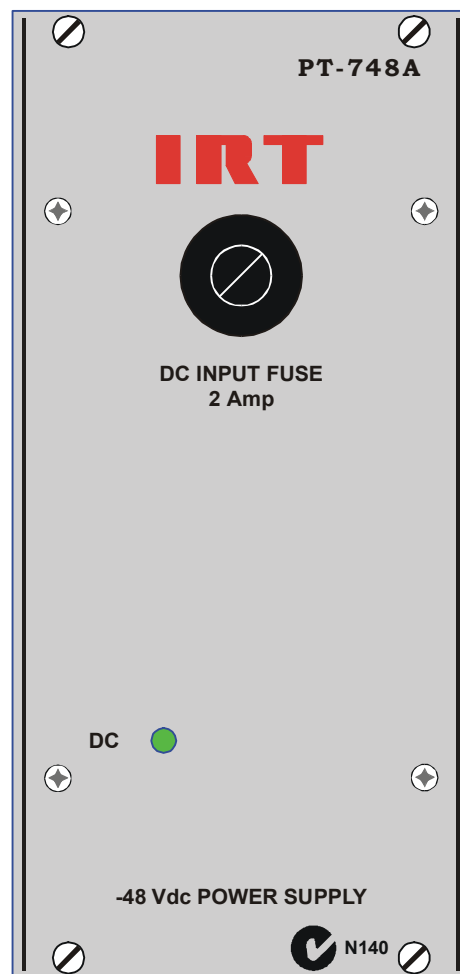 PT-748A
IRT
DC INPUT FUSE
2 Amp
DC
-48 Vdc POWER SUPPLY
N140